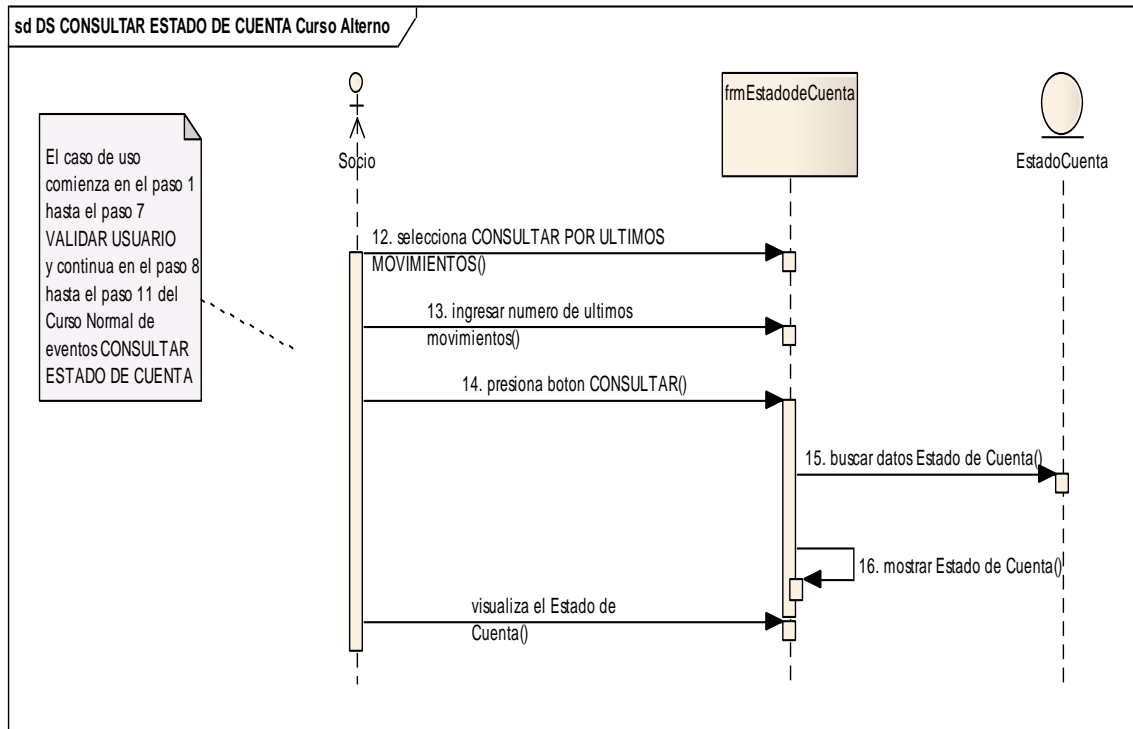 sd DS CONSULTAR ESTADO DE CUENTA Curso Alterno
frmEstadodeCuenta
Socio
EstadoCuenta
El caso de uso
comienza en el paso 1
hasta el paso 7
VALIDAR USUARIO
y continua en el paso 8
hasta el paso 11 del
Curso Normal de
eventos CONSULTAR
ESTADO DE CUENTA
12. selecciona CONSULTAR POR ULTIMOS
MOVIMIENTOS()
13. ingresar numero de ultimos
movimientos()
14. presiona boton CONSULTAR()
15. buscar datos Estado de Cuenta()
16. mostrar Estado de Cuenta()
visualiza el Estado de
Cuenta()